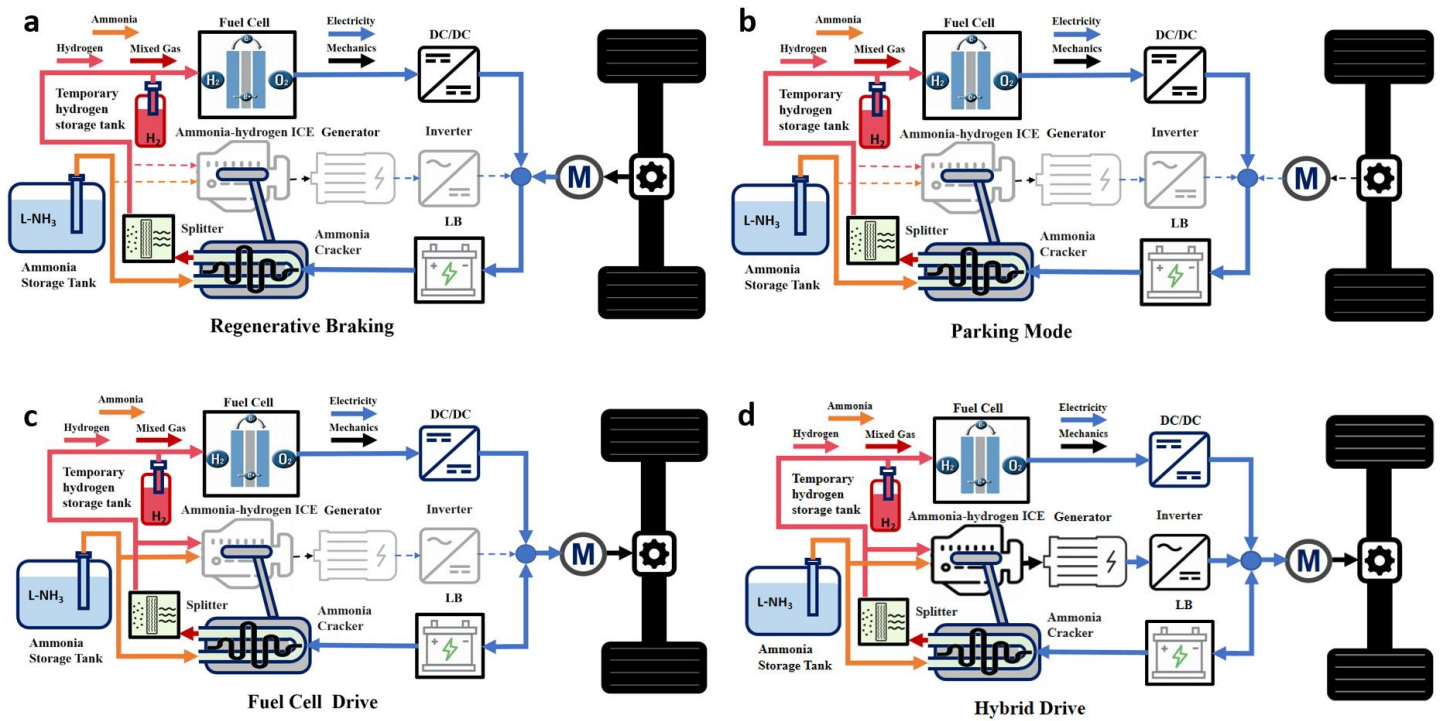 a
Ammonia
Hydrogen
Mixed Gas
Fuel Cell
Electricity
Mechanics
DC/DC
H2
e-
O2
Temporary
hydrogen
storage tank
H2
Ammonia-hydrogen ICE
Generator
Inverter
M
L-NH3
Splitter
Ammonia
Cracker
LB
+ -
Ammonia
Storage Tank
Regenerative Braking
b
Ammonia
Hydrogen
Mixed Gas
Fuel Cell
Electricity
Mechanics
DC/DC
H2
e-
O2
Temporary
hydrogen
storage tank
H2
Ammonia-hydrogen ICE
Generator
Inverter
M
L-NH3
Splitter
Ammonia
Cracker
LB
+ -
Ammonia
Storage Tank
Parking Mode
c
Ammonia
Hydrogen
Mixed Gas
Fuel Cell
Electricity
Mechanics
DC/DC
H2
e-
O2
Temporary
hydrogen
storage tank
H2
Ammonia-hydrogen ICE
Generator
Inverter
M
L-NH3
Splitter
Ammonia
Cracker
LB
+ -
Ammonia
Storage Tank
Fuel Cell Drive
d
Ammonia
Hydrogen
Mixed Gas
Fuel Cell
Electricity
Mechanics
DC/DC
H2
e-
O2
Temporary
hydrogen
storage tank
H2
Ammonia-hydrogen ICE
Generator
Inverter
M
L-NH3
Splitter
Ammonia
Cracker
LB
+ -
Ammonia
Storage Tank
Hybrid Drive